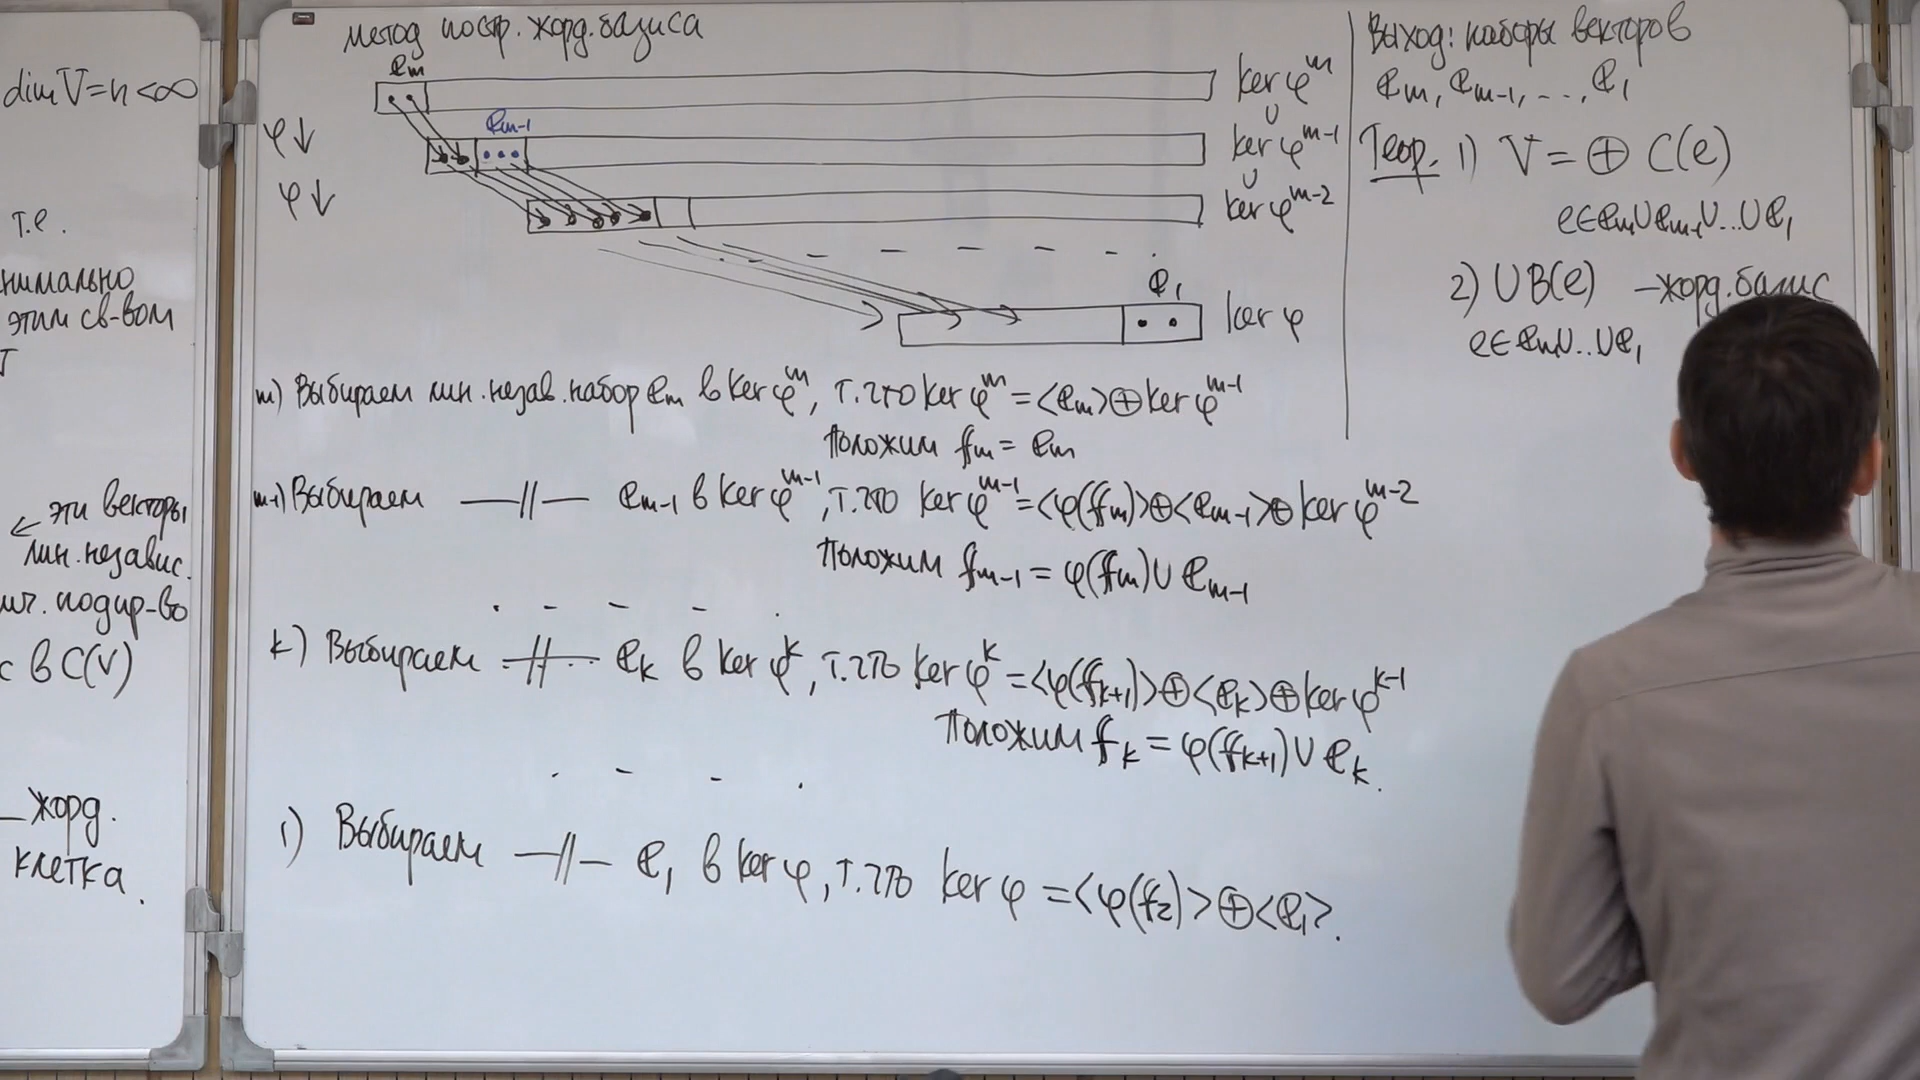 dim V = n < ∞
т.е.
нимально
этим св-вом
← эти векторы
лин. независ.
подпр-во
с в C(V)
— жорд.
клетка.
метод постр. жорд. базиса
e_m
ker φ^m
∪
φ↓
e_{m-1}
ker φ^{m-1}
∪
φ↓
ker φ^{m-2}
e_1
ker φ
m) Выбираем лин. незав. набор e_m в ker φ^m, т.что ker φ^m = <e_m> ⊕ ker φ^{m-1}
Положим f_m = e_m
m-1) Выбираем —//— e_{m-1} в ker φ^{m-1}, т.что ker φ^{m-1} = <φ(f_m)> ⊕ <e_{m-1}> ⊕ ker φ^{m-2}
Положим f_{m-1} = φ(f_m) ∪ e_{m-1}
. - - - .
k) Выбираем —//— e_k в ker φ^k, т.что ker φ^k = <φ(f_{k+1})> ⊕ <e_k> ⊕ ker φ^{k-1}
Положим f_k = φ(f_{k+1}) ∪ e_k.
. - - .
1) Выбираем —//— e_1 в ker φ, т.что ker φ = <φ(f_2)> ⊕ <e_1>.
Выход: наборы векторов
e_m, e_{m-1}, ..., e_1
Теор. 1) V = ⊕ C(e)
e∈e_m∪e_{m-1}∪...∪e_1
2) ∪B(e) — жорд. базис
e∈e_m∪..∪e_1